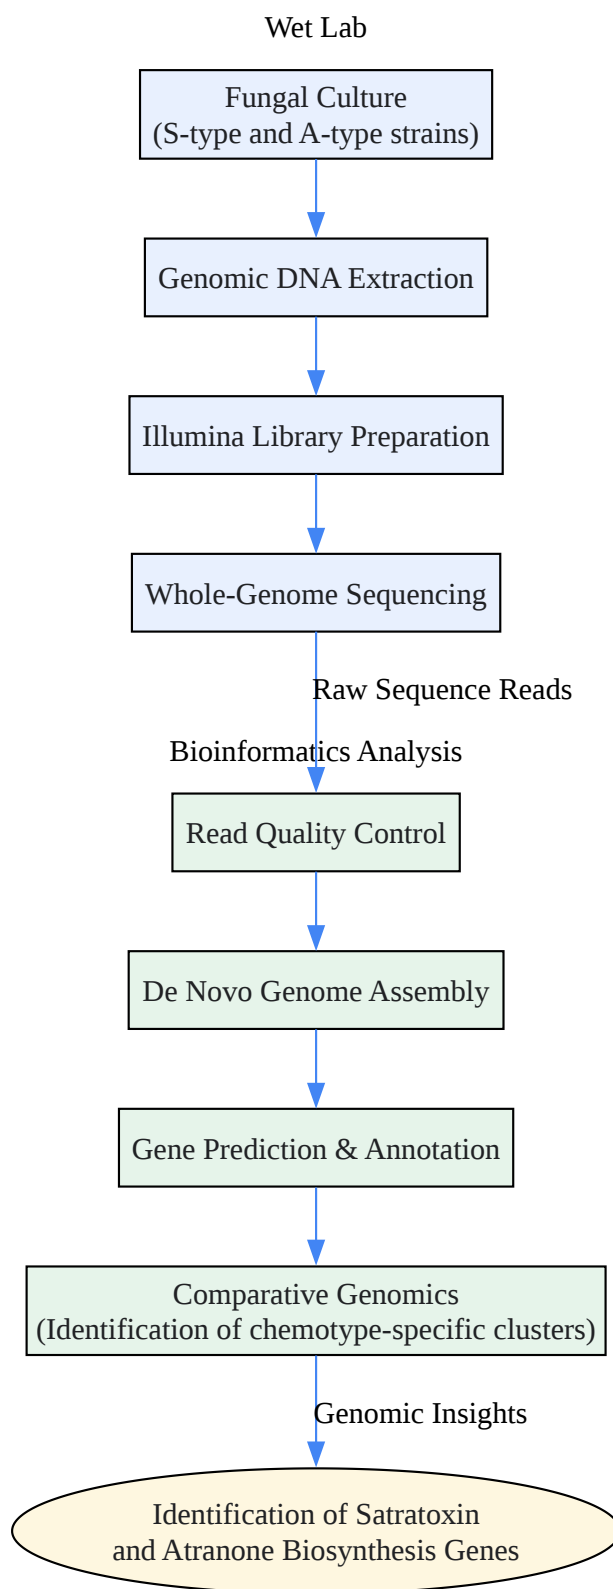 Wet Lab
Fungal Culture
(S-type and A-type strains)
Genomic DNA Extraction
Illumina Library Preparation
Whole-Genome Sequencing
Raw Sequence Reads
Bioinformatics Analysis
Read Quality Control
De Novo Genome Assembly
Gene Prediction & Annotation
Comparative Genomics
(Identification of chemotype-specific clusters)
Genomic Insights
Identification of Satratoxin
and Atranone Biosynthesis Genes